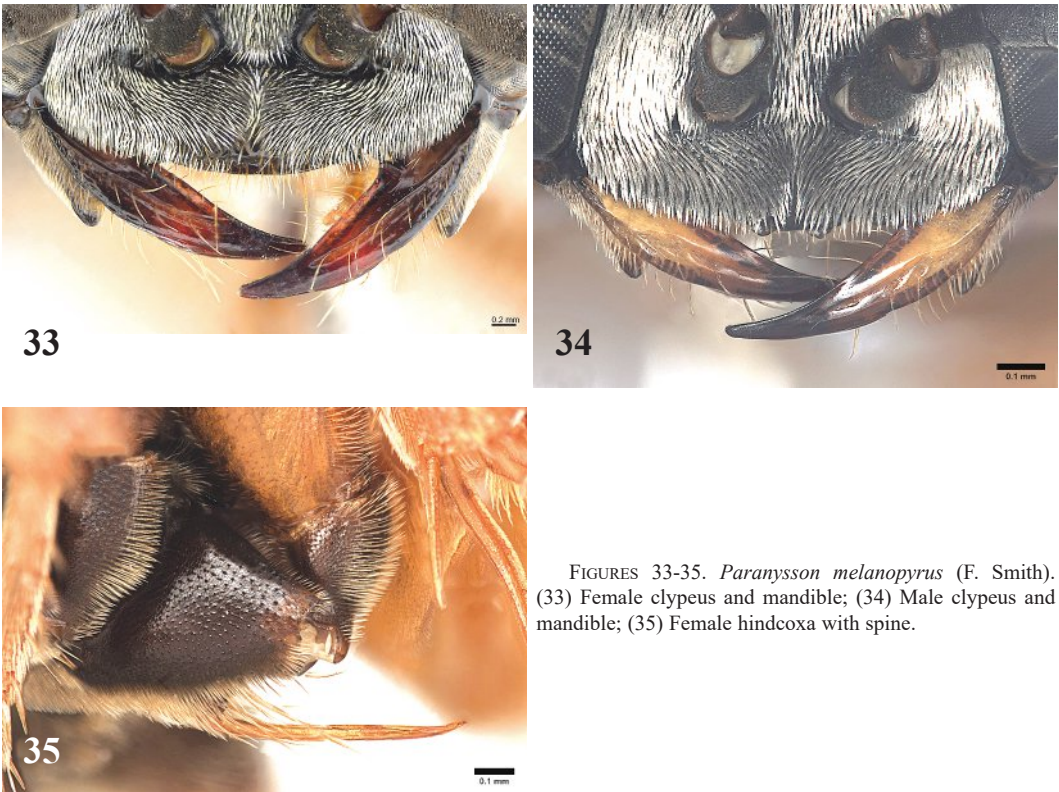 33
0.2 mm
34
0.1 mm
35
0.1 mm
FIGURES 33-35. Paranysson melanopyrus (F. Smith).
(33) Female clypeus and mandible; (34) Male clypeus and
mandible; (35) Female hindcoxa with spine.